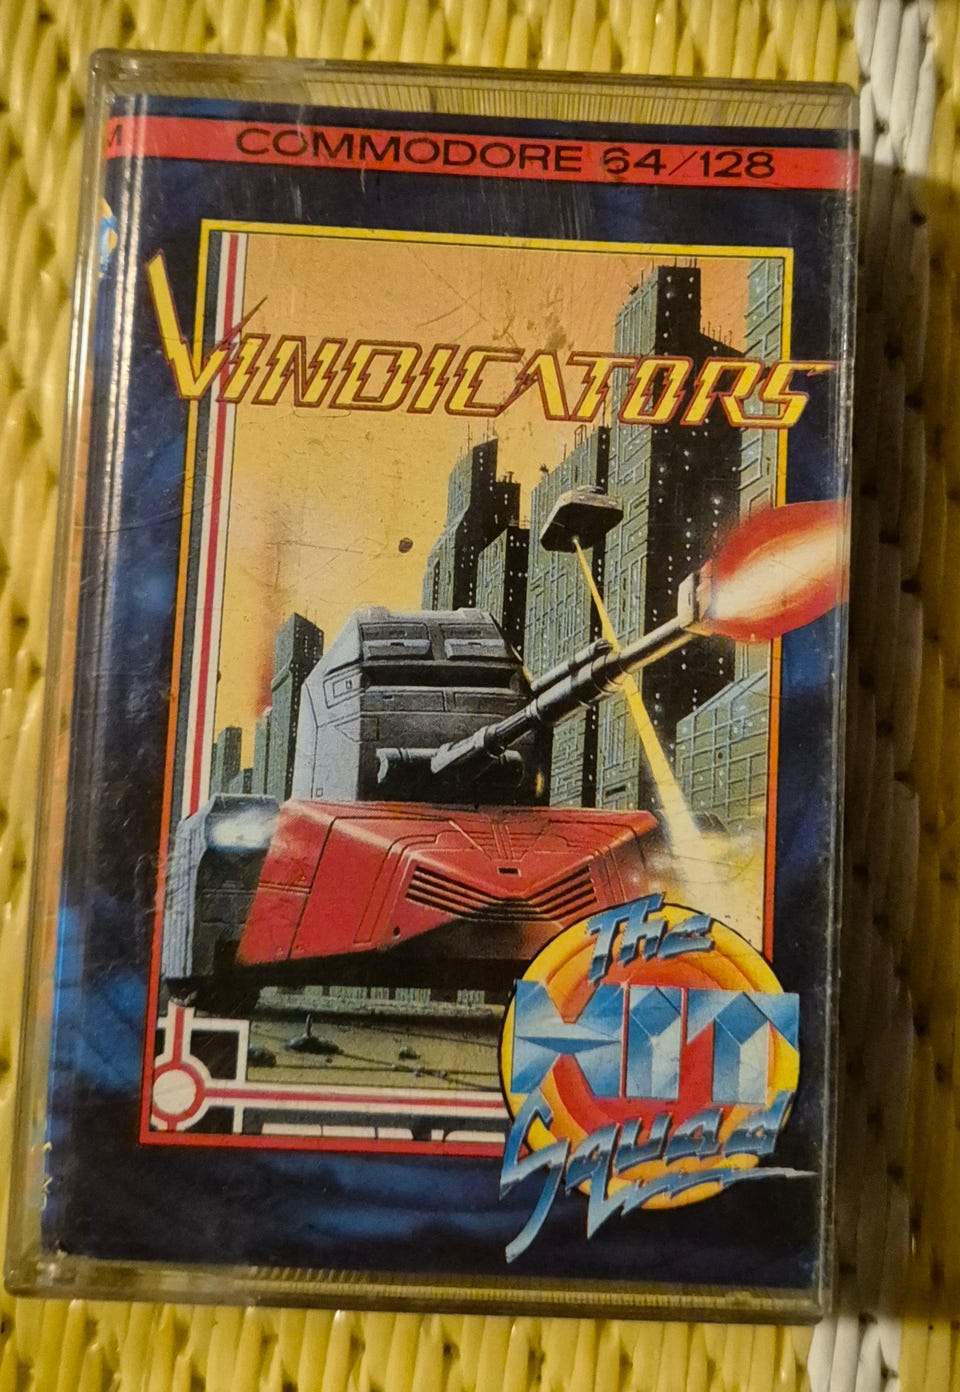 COMMODORE 64/128
VINDICATORS
The
HIT
Squad